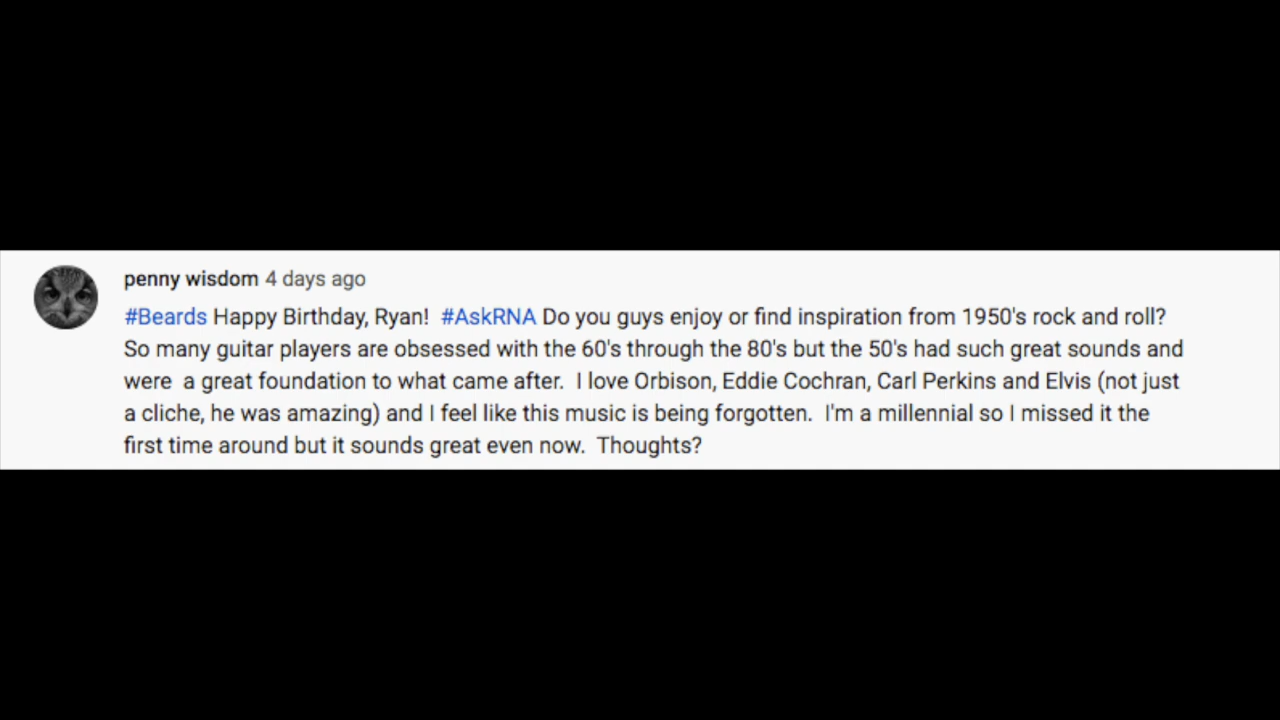 penny wisdom 4 days ago
#Beards Happy Birthday, Ryan!  #AskRNA Do you guys enjoy or find inspiration from 1950's rock and roll?
So many guitar players are obsessed with the 60's through the 80's but the 50's had such great sounds and
were  a great foundation to what came after.  I love Orbison, Eddie Cochran, Carl Perkins and Elvis (not just
a cliche, he was amazing) and I feel like this music is being forgotten.  I'm a millennial so I missed it the
first time around but it sounds great even now.  Thoughts?